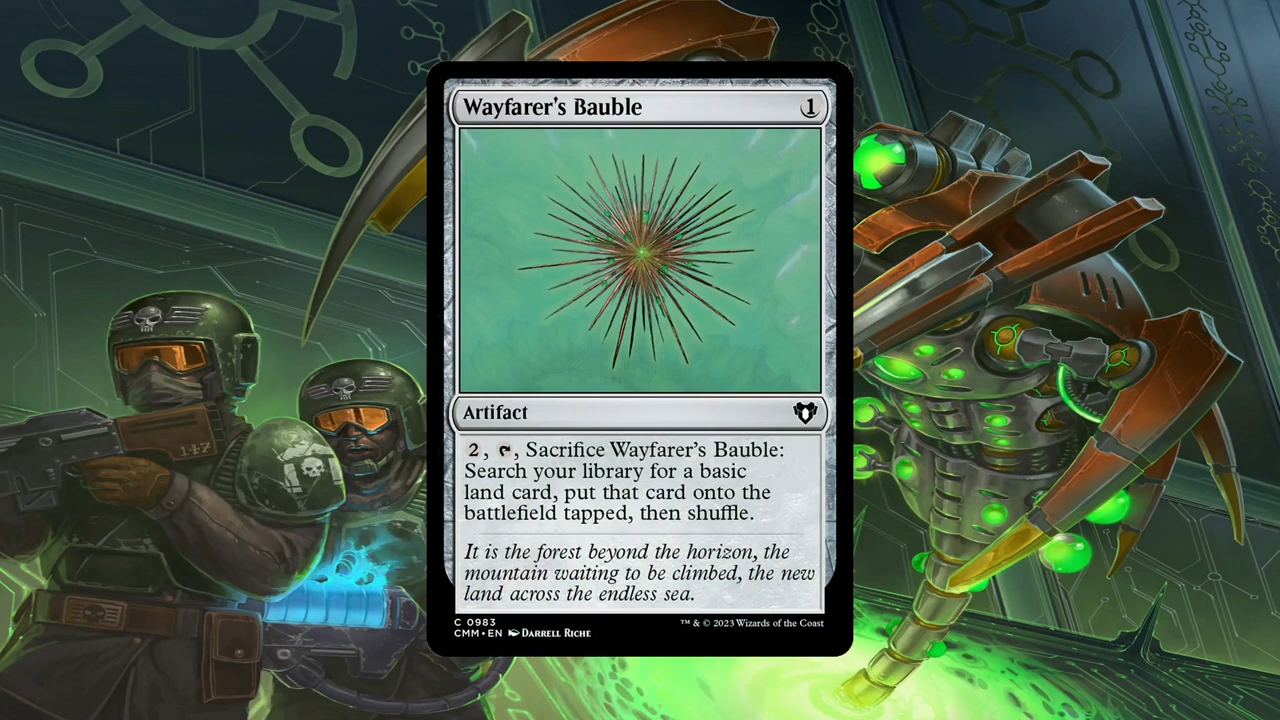 Wayfarer's Bauble 1
Artifact
2, , Sacrifice Wayfarer's Bauble:
Search your library for a basic
land card, put that card onto the
battlefield tapped, then shuffle.
It is the forest beyond the horizon, the
mountain waiting to be climbed, the new
land across the endless sea.
C 0983
CMM • EN Darrell Riche
™ & © 2023 Wizards of the Coast
147